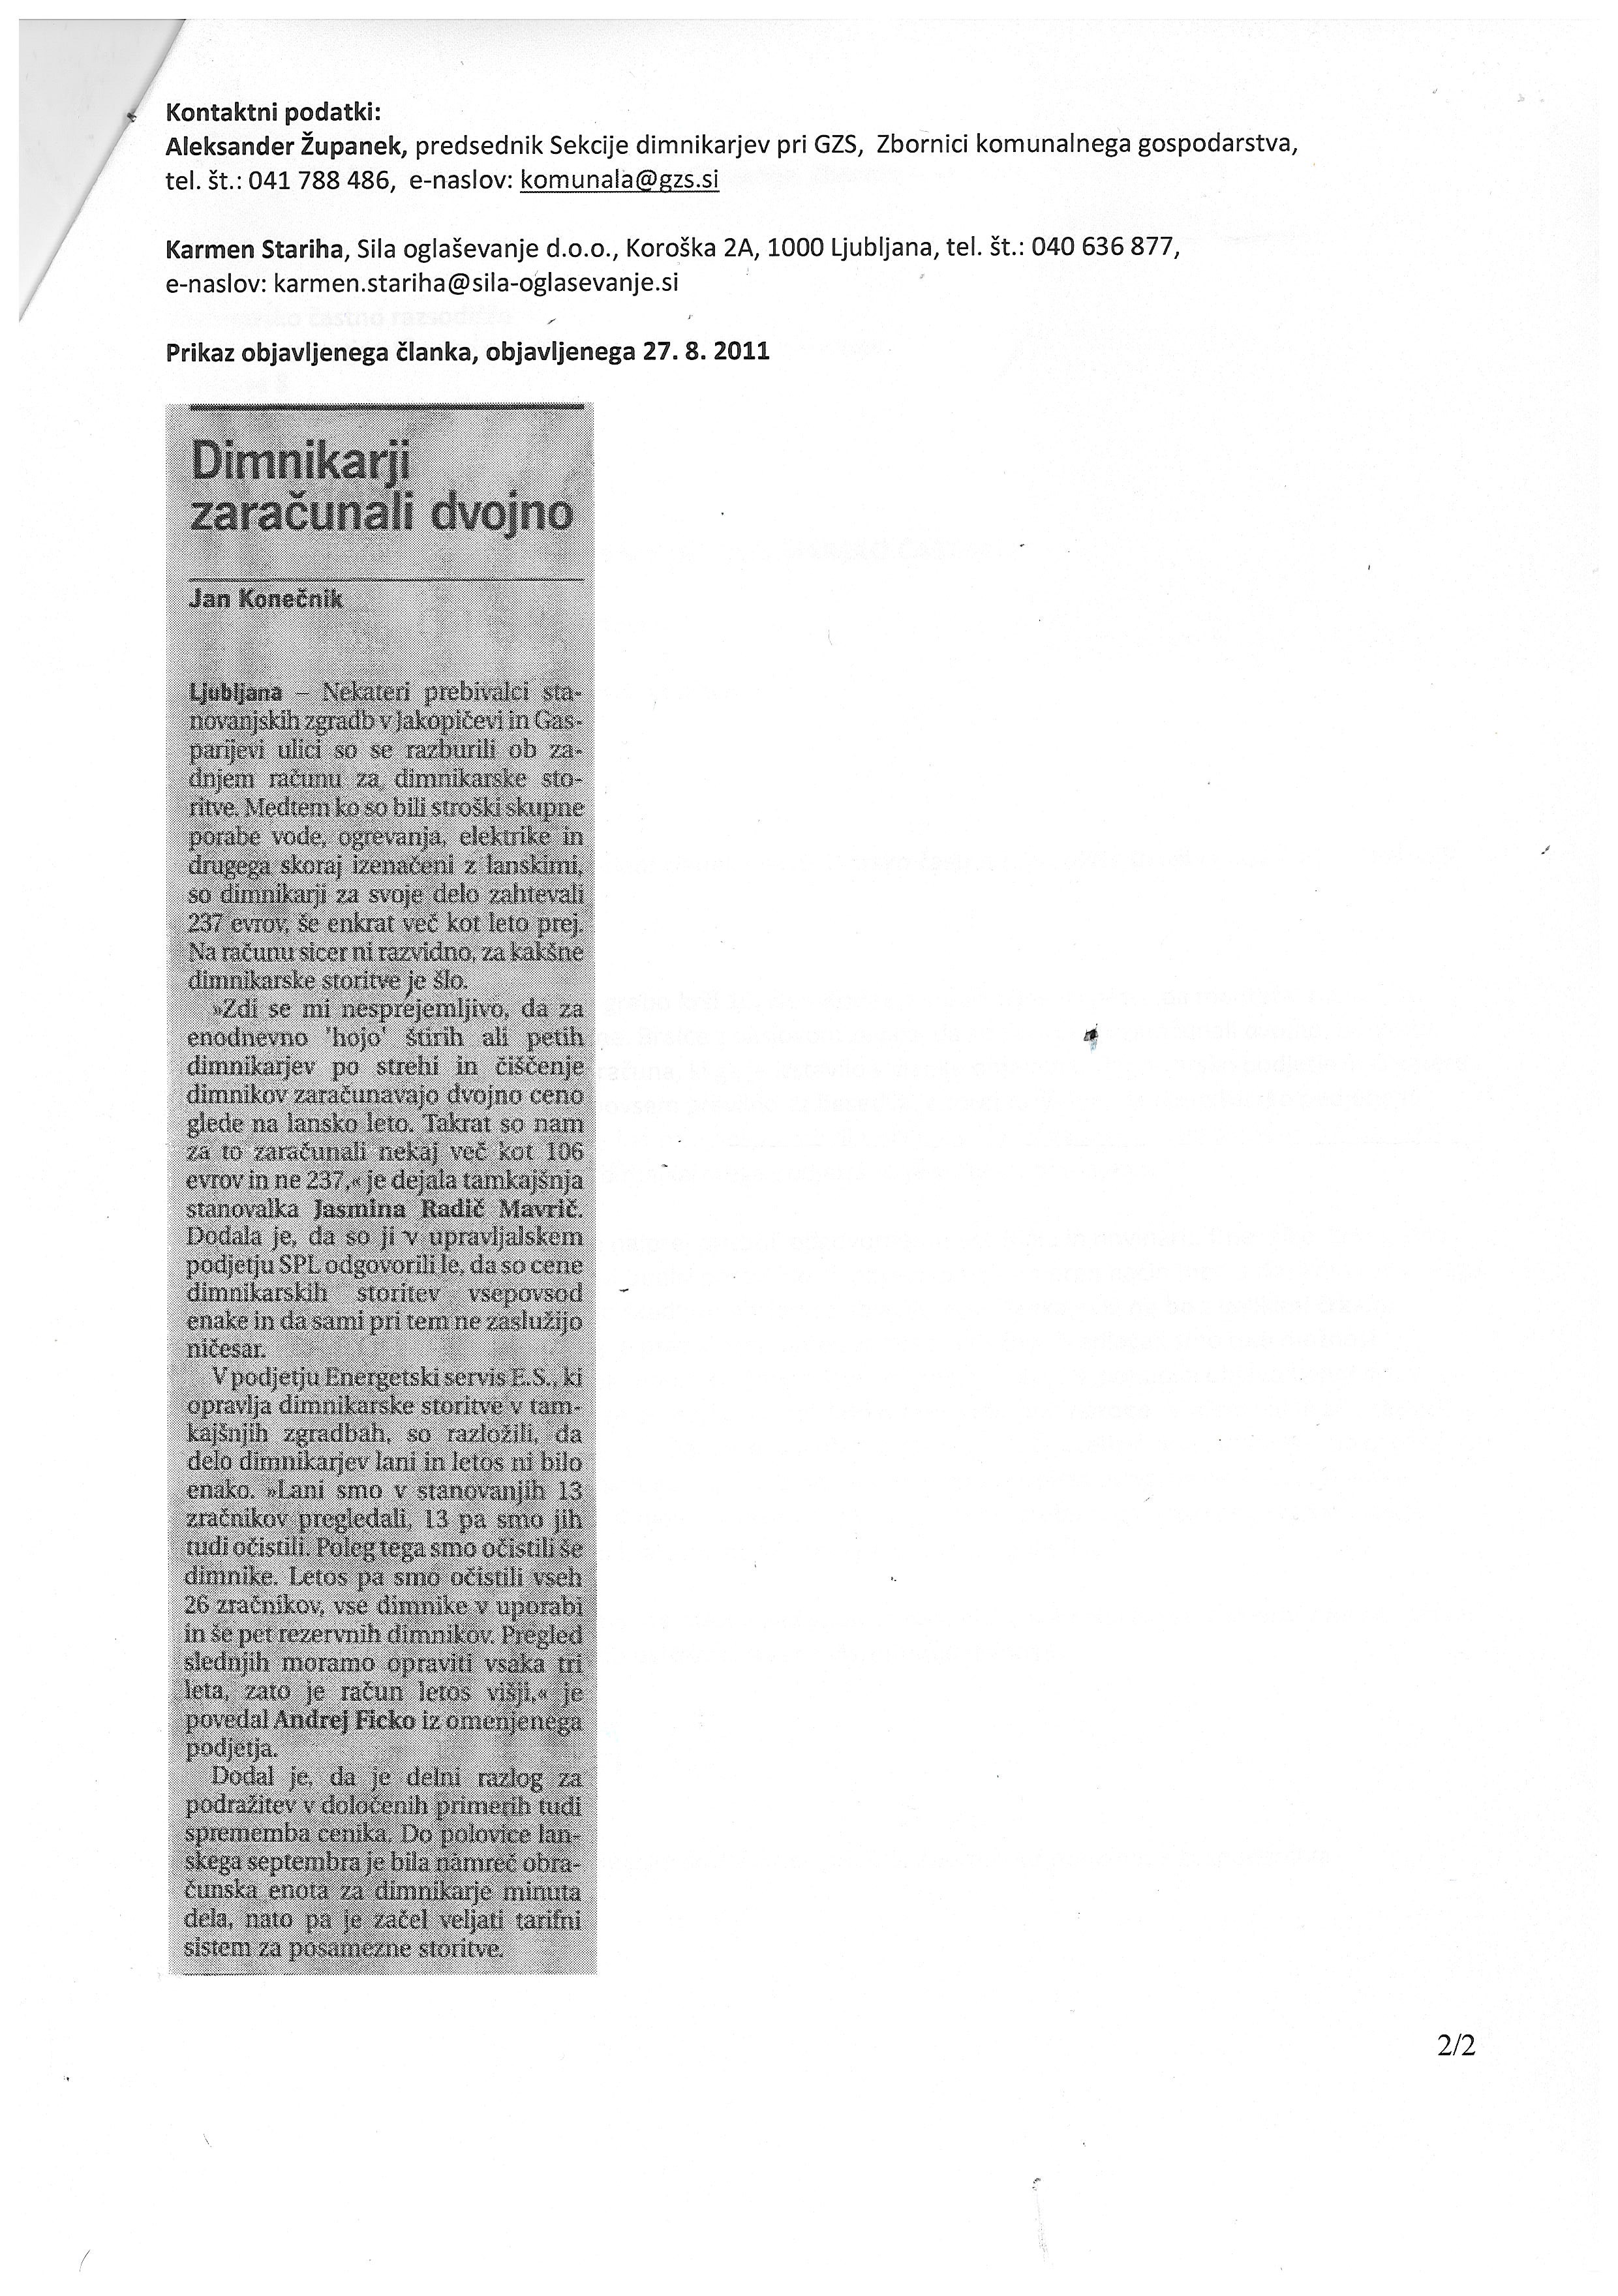 Kontaktni podatki:
Aleksander Županek, predsednik Sekcije dimnikarjev pri GZS, Zbornici komunalnega gospodarstva,
tel. št.: 041 788 486, e-naslov: komunala@gzs.si
Karmen Stariha, Sila oglaševanje d.o.o., Koroška 2A, 1000 Ljubljana, tel. št.: 040 636 877,
e-naslov: karmen.stariha@sila-oglasevanje.si
Prikaz objavljenega članka, objavljenega 27. 8. 2011
Dimnikarji
zaračunali dvojno
Jan Konečnik
Ljubljana – Nekateri prebivalci sta-
novanjskih zgradb v Jakopičevi in Gas-
parijevi ulici so se razburili ob za-
dnjem računu za dimnikarske sto-
ritve. Medtem ko so bili stroški skupne
porabe vode, ogrevanja, elektrike in
drugega skoraj izenačeni z lanskimi,
so dimnikarji za svoje delo zahtevali
237 evrov, še enkrat več kot leto prej.
Na računu sicer ni razvidno, za kakšne
dimnikarske storitve je šlo.
»Zdi se mi nesprejemljivo, da za
enodnevno 'hojo' štirih ali petih
dimnikarjev po strehi in čiščenje
dimnikov zaračunavajo dvojno ceno
glede na lansko leto. Takrat so nam
za to zaračunali nekaj več kot 106
evrov in ne 237,« je dejala tamkajšnja
stanovalka Jasmina Radič Mavrič.
Dodala je, da so ji v upravljalskem
podjetju SPL odgovorili le, da so cene
dimnikarskih storitev vsepovsod
enake in da sami pri tem ne zaslužijo
ničesar.
V podjetju Energetski servis E.S., ki
opravlja dimnikarske storitve v tam-
kajšnjih zgradbah, so razložili, da
delo dimnikarjev lani in letos ni bilo
enako. »Lani smo v stanovanjih 13
zračnikov pregledali, 13 pa smo jih
tudi očistili. Poleg tega smo očistili še
dimnike. Letos pa smo očistili vseh
26 zračnikov, vse dimnike v uporabi
in še pet rezervnih dimnikov. Pregled
slednjih moramo opraviti vsaka tri
leta, zato je račun letos višji,« je
povedal Andrej Ficko iz omenjenega
podjetja.
Dodal je, da je delni razlog za
podražitev v določenih primerih tudi
sprememba cenika. Do polovice lan-
skega septembra je bila namreč obra-
čunska enota za dimnikarje minuta
dela, nato pa je začel veljati tarifni
sistem za posamezne storitve.
2/2